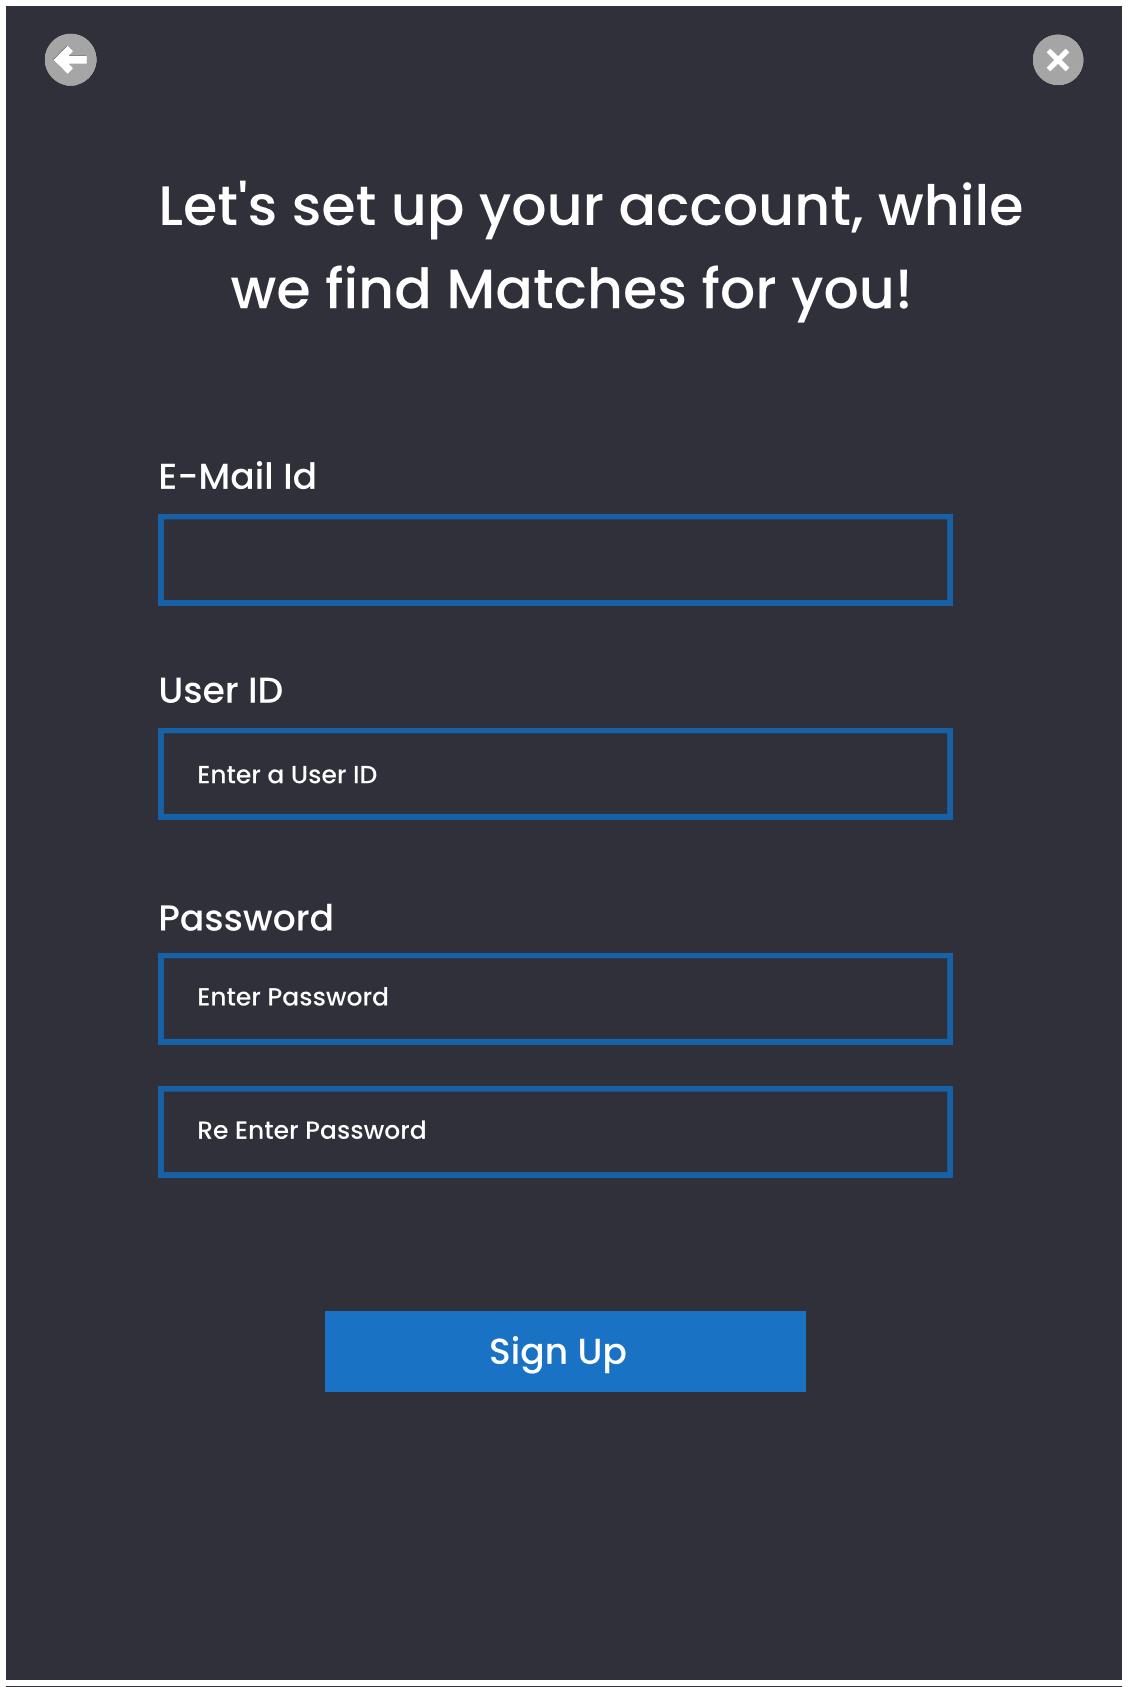 Let's set up your account, while
we find Matches for you!
E-Mail Id
User ID
Enter a User ID
Password
Enter Password
Re Enter Password
Sign Up